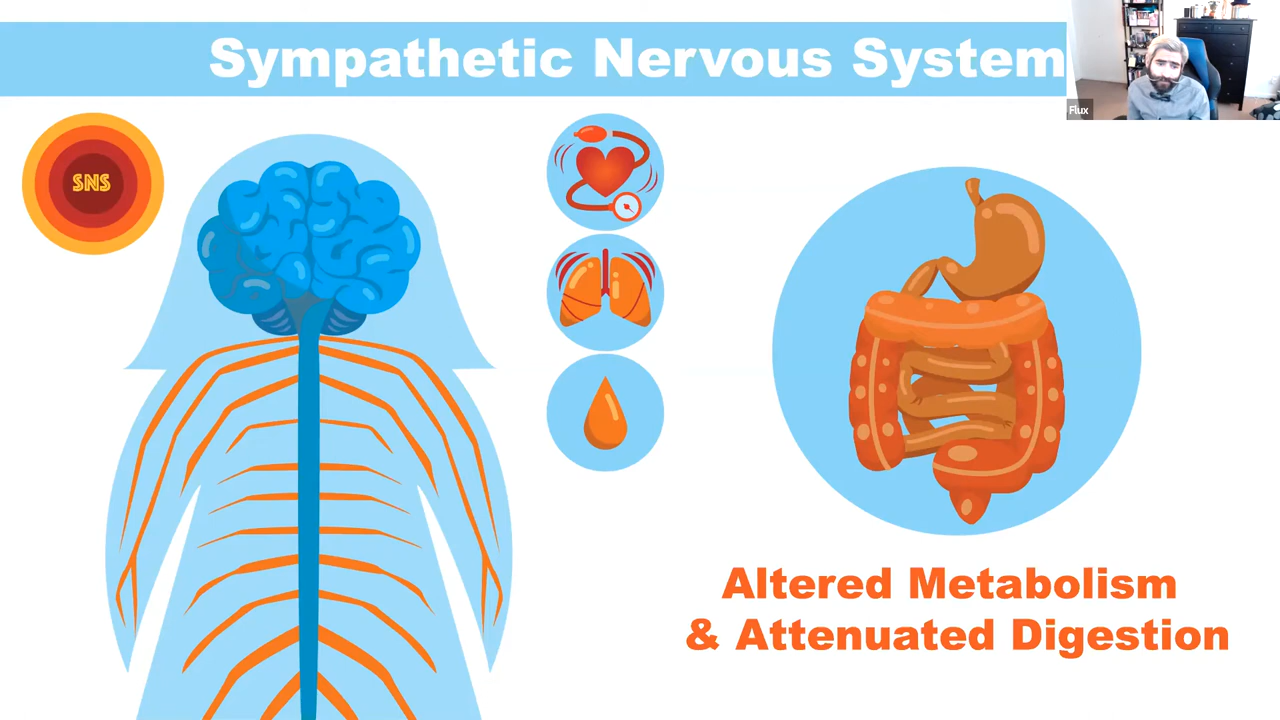 Sympathetic Nervous System
Flux
SNS
Altered Metabolism
& Attenuated Digestion